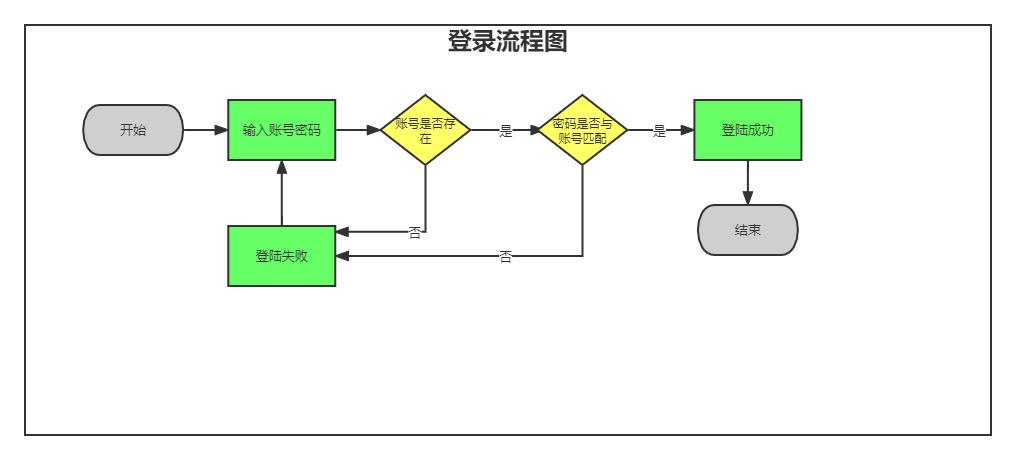 登录流程图
开始
输入账号密码
账号是否存
在
是
密码是否与
账号匹配
是
登陆成功
否
登陆失败
否
结束